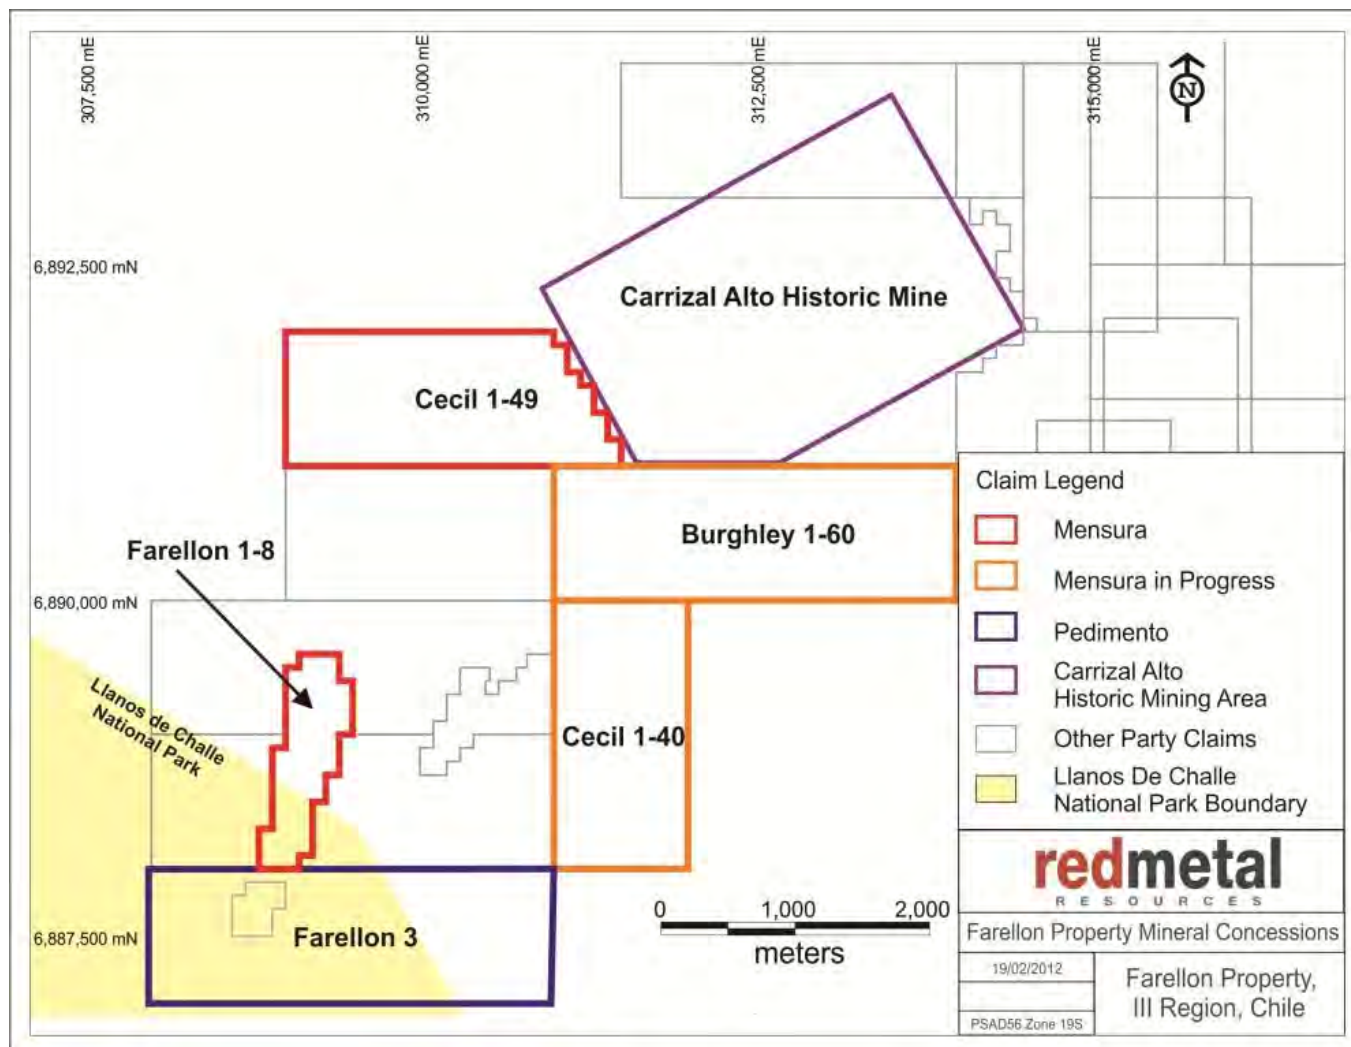 307,500 mE
310,000 mE
312,500 mE
315,000 mE
N
6,892,500 mN
Carrizal Alto Historic Mine
Cecil 1-49
Burghley 1-60
Farellon 1-8
6,890,000 mN
Llanos de Challe
National Park
Cecil 1-40
6,887,500 mN
Farellon 3
0 1,000 2,000
meters
Claim Legend
Mensura
Mensura in Progress
Pedimento
Carrizal Alto
Historic Mining Area
Other Party Claims
Llanos De Challe
National Park Boundary
redmetal
RESOURCES
Farellon Property Mineral Concessions
19/02/2012
PSAD56 Zone 19S
Farellon Property,
III Region, Chile